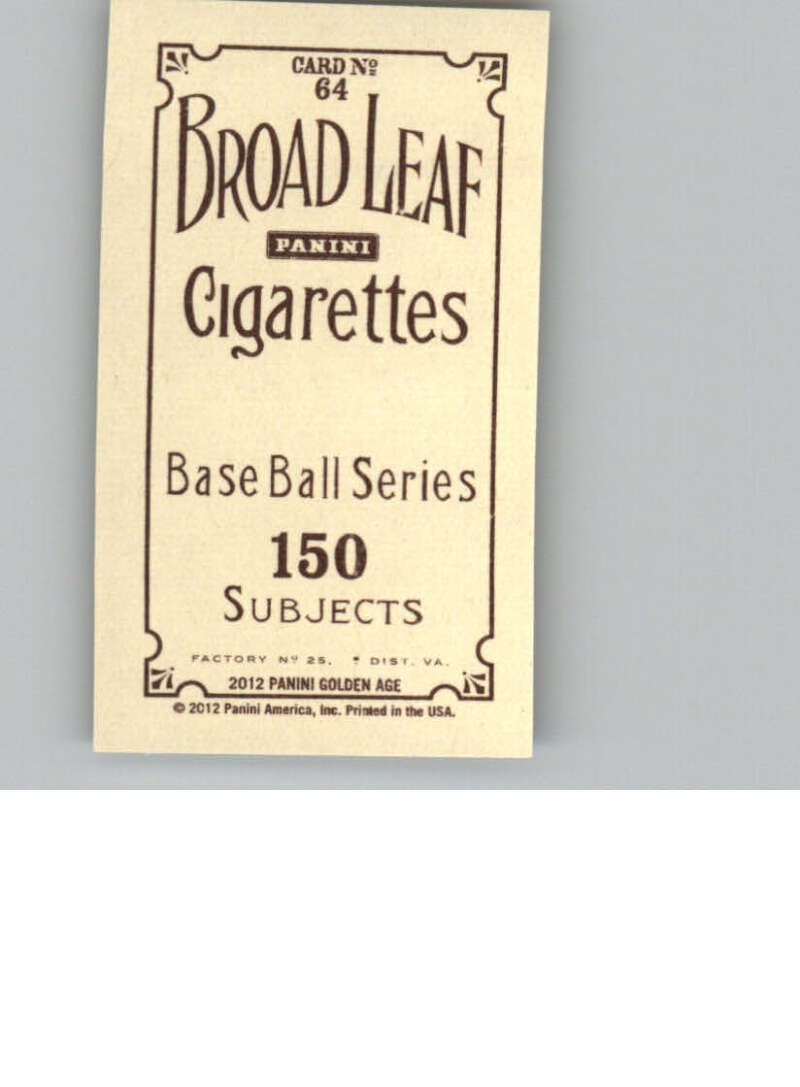 CARD Nº
64
BROAD LEAF
PANINI
Cigarettes
Base Ball Series
150
SUBJECTS
FACTORY Nº 25. * DIST. VA.
2012 PANINI GOLDEN AGE
© 2012 Panini America, Inc. Printed in the USA.